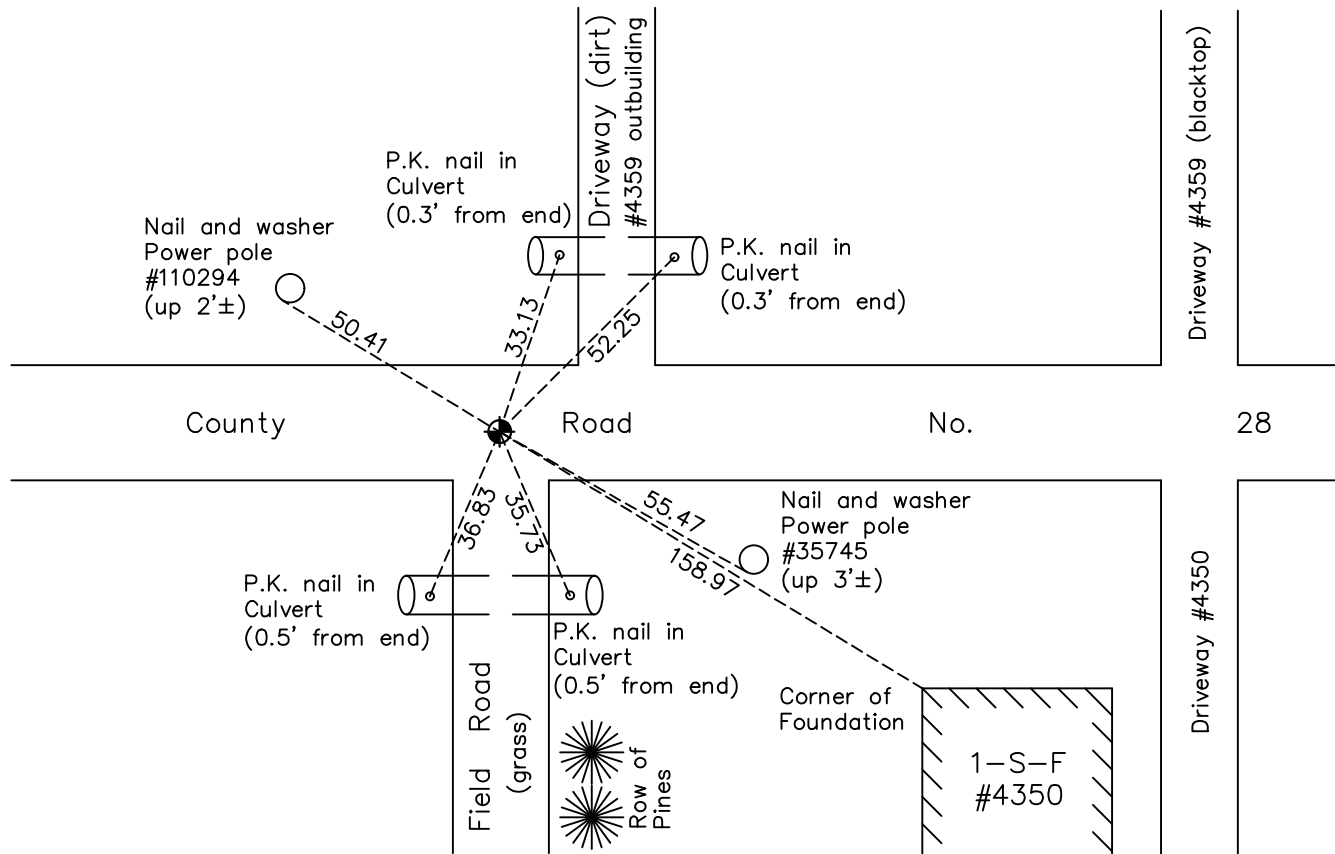 Driveway (dirt)
#4359 outbuilding
Driveway #4359 (blacktop)
P.K. nail in
Culvert
(0.3' from end)
Nail and washer
Power pole
#110294
(up 2'±)
P.K. nail in
Culvert
(0.3' from end)
50.41
33.13
52.25
County Road No. 28
36.83
35.73
55.47
158.97
Nail and washer
Power pole
#35745
(up 3'±)
P.K. nail in
Culvert
(0.5' from end)
P.K. nail in
Culvert
(0.5' from end)
Field Road
(grass)
Row of
Pines
Corner of
Foundation
1-S-F
#4350
Driveway #4350